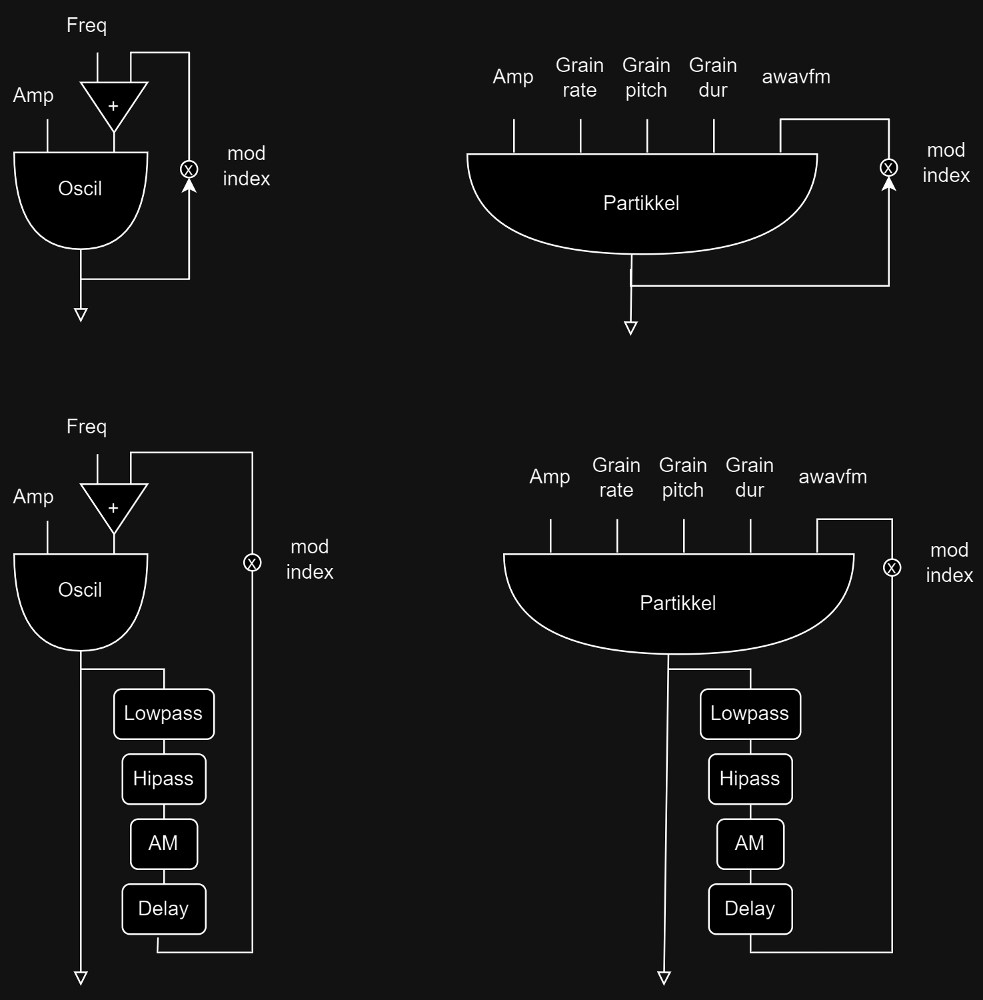 Freq
Amp
+
Oscil
X
mod
index
Amp
Grain
rate
Grain
pitch
Grain
dur
awavfm
Partikkel
X
mod
index
Freq
Amp
+
Oscil
X
mod
index
Lowpass
Hipass
AM
Delay
Amp
Grain
rate
Grain
pitch
Grain
dur
awavfm
Partikkel
X
mod
index
Lowpass
Hipass
AM
Delay